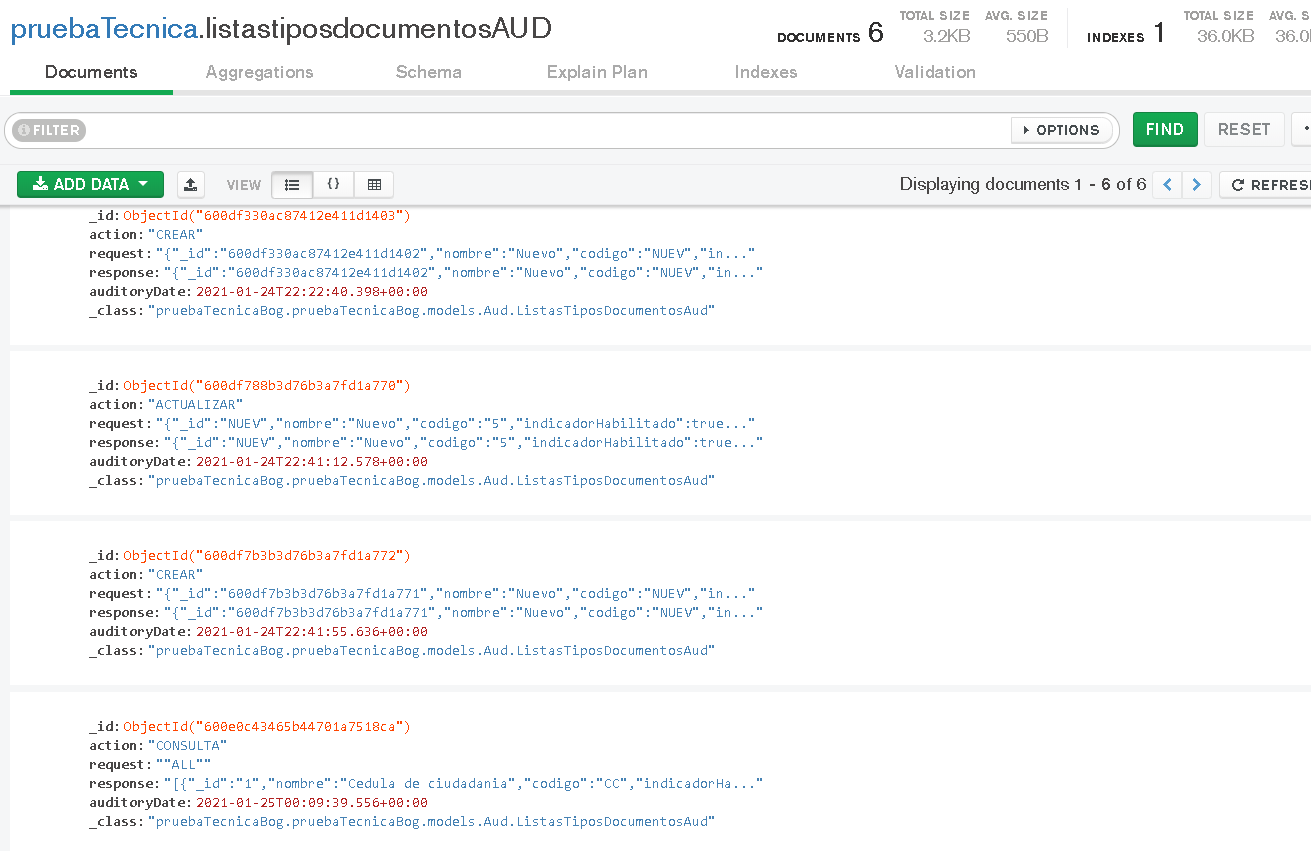 pruebaTecnica.listastiposdocumentosAUD
DOCUMENTS 6 TOTAL SIZE 3.2KB AVG. SIZE 550B INDEXES 1 TOTAL SIZE 36.0KB AVG. S 36.0
Documents Aggregations Schema Explain Plan Indexes Validation
FILTER OPTIONS FIND RESET
ADD DATA VIEW {} Displaying documents 1 - 6 of 6 REFRES
_id: ObjectId("600df330ac87412e411d1403")
action: "CREAR"
request: "{"_id":"600df330ac87412e411d1402","nombre":"Nuevo","codigo":"NUEV","in..."
response: "{"_id":"600df330ac87412e411d1402","nombre":"Nuevo","codigo":"NUEV","in..."
auditoryDate: 2021-01-24T22:22:40.398+00:00
_class: "pruebaTecnicaBog.pruebaTecnicaBog.models.Aud.ListasTiposDocumentosAud"
_id: ObjectId("600df788b3d76b3a7fd1a770")
action: "ACTUALIZAR"
request: "{"_id":"NUEV","nombre":"Nuevo","codigo":"5","indicadorHabilitado":true..."
response: "{"_id":"NUEV","nombre":"Nuevo","codigo":"5","indicadorHabilitado":true..."
auditoryDate: 2021-01-24T22:41:12.578+00:00
_class: "pruebaTecnicaBog.pruebaTecnicaBog.models.Aud.ListasTiposDocumentosAud"
_id: ObjectId("600df7b3b3d76b3a7fd1a772")
action: "CREAR"
request: "{"_id":"600df7b3b3d76b3a7fd1a771","nombre":"Nuevo","codigo":"NUEV","in..."
response: "{"_id":"600df7b3b3d76b3a7fd1a771","nombre":"Nuevo","codigo":"NUEV","in..."
auditoryDate: 2021-01-24T22:41:55.636+00:00
_class: "pruebaTecnicaBog.pruebaTecnicaBog.models.Aud.ListasTiposDocumentosAud"
_id: ObjectId("600e0c43465b44701a7518ca")
action: "CONSULTA"
request: ""ALL""
response: "[{"_id":"1","nombre":"Cedula de ciudadania","codigo":"CC","indicadorHa..."
auditoryDate: 2021-01-25T00:09:39.556+00:00
_class: "pruebaTecnicaBog.pruebaTecnicaBog.models.Aud.ListasTiposDocumentosAud"